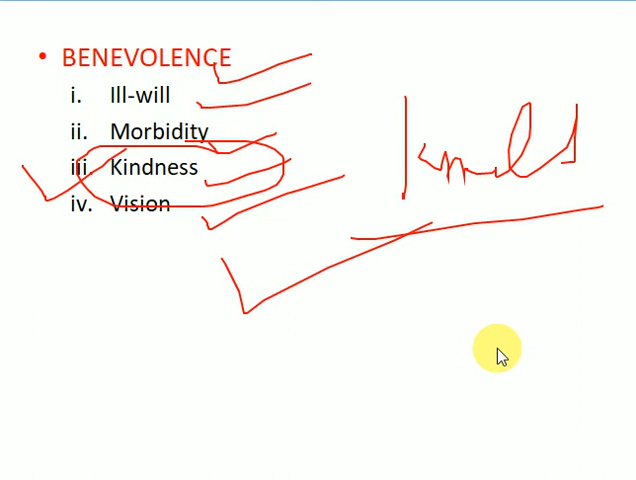 • BENEVOLENCE
i. Ill-will
ii. Morbidity
iii. Kindness
iv. Vision